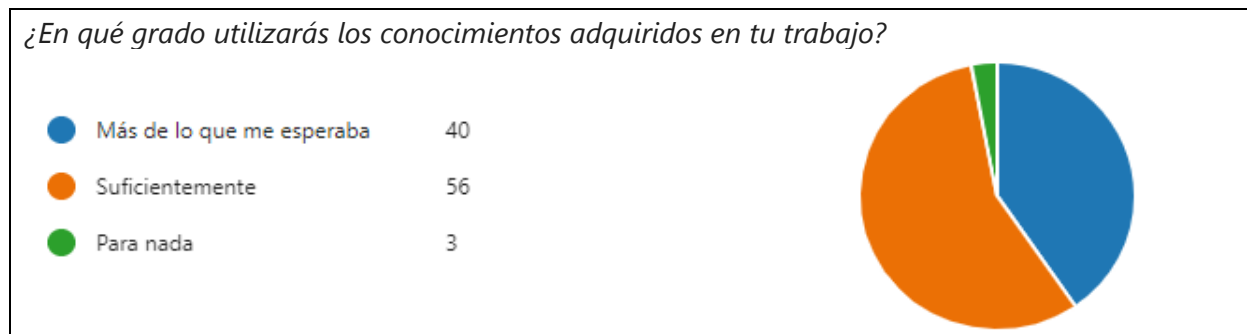 ¿En qué grado utilizarás los conocimientos adquiridos en tu trabajo?
Más de lo que me esperaba 40
Suficientemente 56
Para nada 3